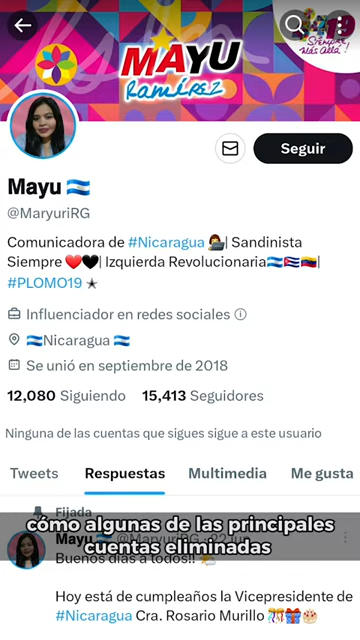 MAYU
RAMÍREZ
Siempre
Más Allá!
Seguir
Mayu 🇳🇮
@MaryuriRG
Comunicadora de #Nicaragua 👩‍💻| Sandinista
Siempre ❤️🖤| Izquierda Revolucionaria🇳🇮🇨🇺🇻🇪|
#PLOMO19 ★
Influenciador en redes sociales
🇳🇮Nicaragua 🇳🇮
Se unió en septiembre de 2018
12,080 Siguiendo 15,413 Seguidores
Ninguna de las cuentas que sigues sigue a este usuario
Tweets Respuestas Multimedia Me gusta
Fijada
cómo algunas de las principales
Mayu 🇳🇮 @MaryuriRG
cuentas eliminadas
Buenos días a todos!! 🌤️
Hoy está de cumpleaños la Vicepresidente de
#Nicaragua Cra. Rosario Murillo 🎊🎁🎂